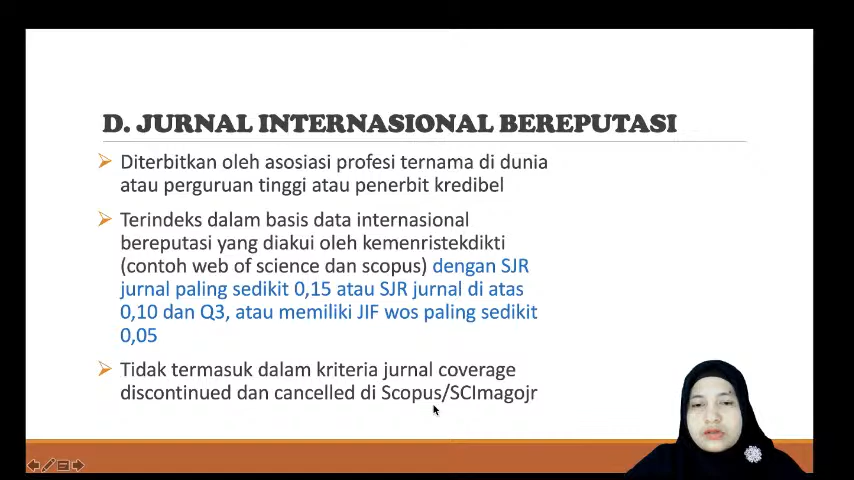 D. JURNAL INTERNASIONAL BEREPUTASI
Diterbitkan oleh asosiasi profesi ternama di dunia
atau perguruan tinggi atau penerbit kredibel
Terindeks dalam basis data internasional
bereputasi yang diakui oleh kemenristekdikti
(contoh web of science dan scopus) dengan SJR
jurnal paling sedikit 0,15 atau SJR jurnal di atas
0,10 dan Q3, atau memiliki JIF wos paling sedikit
0,05
Tidak termasuk dalam kriteria jurnal coverage
discontinued dan cancelled di Scopus/SCImagojr